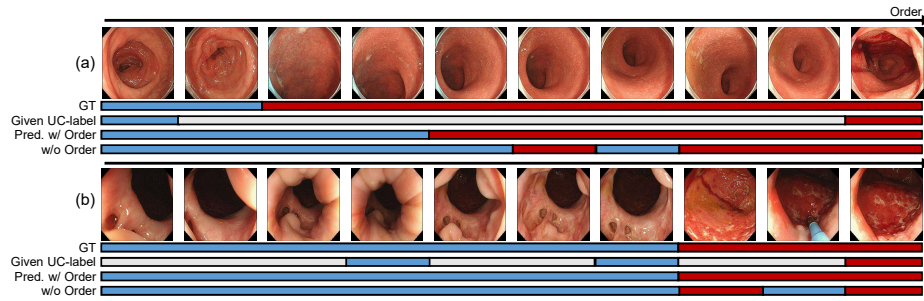 Order
(a)
GT
Given UC-label
Pred. w/ Order
w/o Order
(b)
GT
Given UC-label
Pred. w/ Order
w/o Order